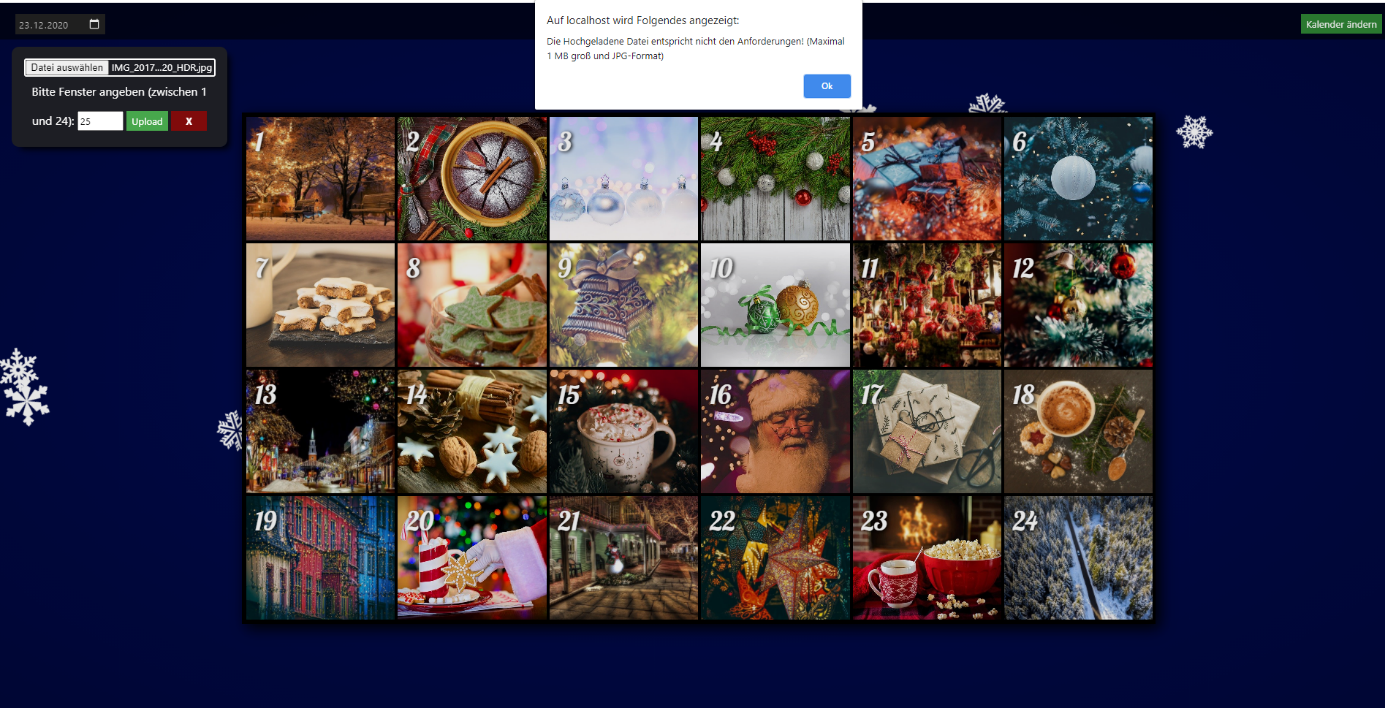 23.12.2020
Auf localhost wird Folgendes angezeigt:
Die Hochgeladene Datei entspricht nicht den Anforderungen! (Maximal
1 MB groß und JPG-Format)
Ok
Kalender ändern
Datei auswählen IMG_2017...20_HDR.jpg
Bitte Fenster angeben (zwischen 1
und 24): 25 Upload X
1 2 3 4 5 6
7 8 9 10 11 12
13 14 15 16 17 18
19 20 21 22 23 24